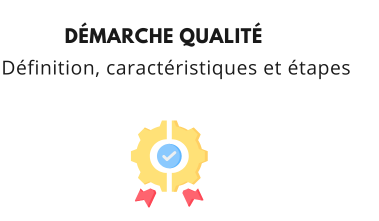 DÉMARCHE QUALITÉ
Définition, caractéristiques et étapes